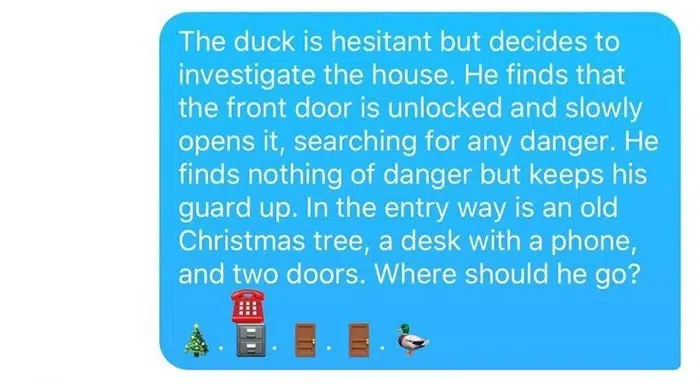 The duck is hesitant but decides to
investigate the house. He finds that
the front door is unlocked and slowly
opens it, searching for any danger. He
finds nothing of danger but keeps his
guard up. In the entry way is an old
Christmas tree, a desk with a phone,
and two doors. Where should he go?
☎️
🎄.🗄️.🚪.🚪.🦆